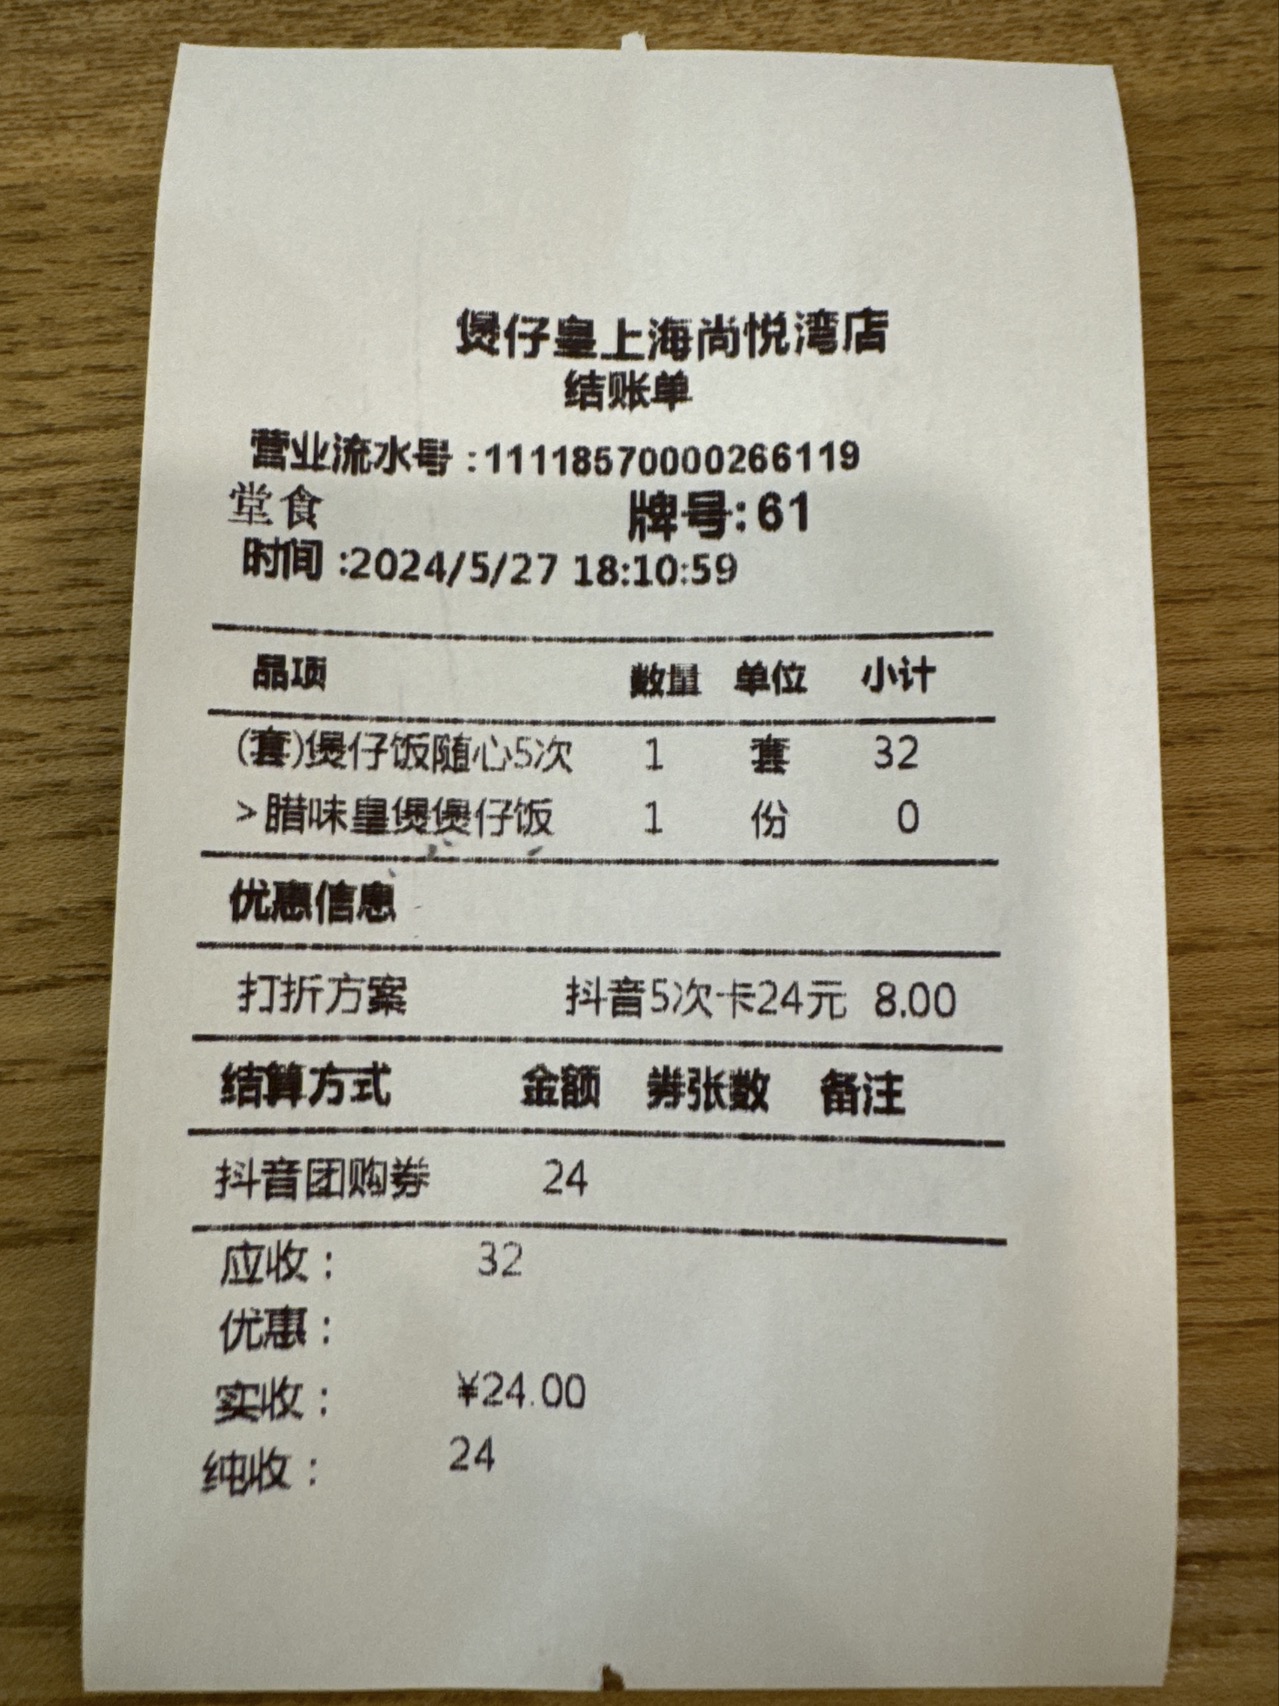 煲仔皇上海尚悦湾店
结账单
营业流水号:11118570000266119
堂食 牌号:61
时间:2024/5/27 18:10:59
品项 数量 单位 小计
(套)煲仔饭随心5次 1 套 32
>腊味皇煲煲仔饭 1 份 0
优惠信息
打折方案 抖音5次卡24元 8.00
结算方式 金额 券张数 备注
抖音团购券 24
应收: 32
优惠:
实收: ¥24.00
纯收: 24